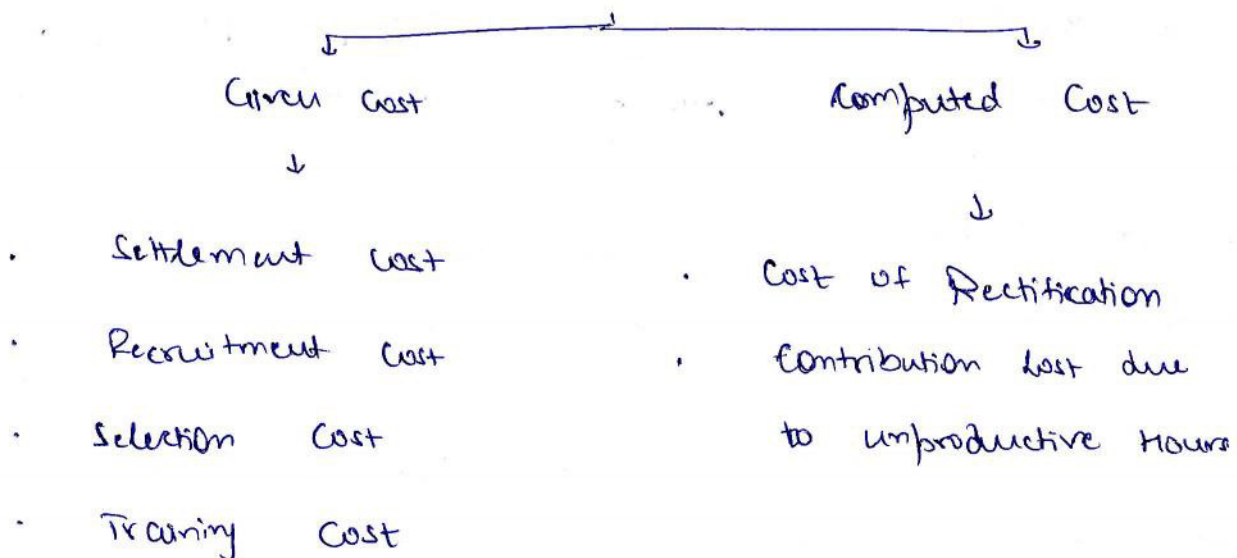 Given Cost
↓
. Settlement Cost
. Recruitment Cost
. Selection Cost
. Training Cost
Computed Cost
↓
. Cost of Rectification
. Contribution Lost due
to unproductive Hours